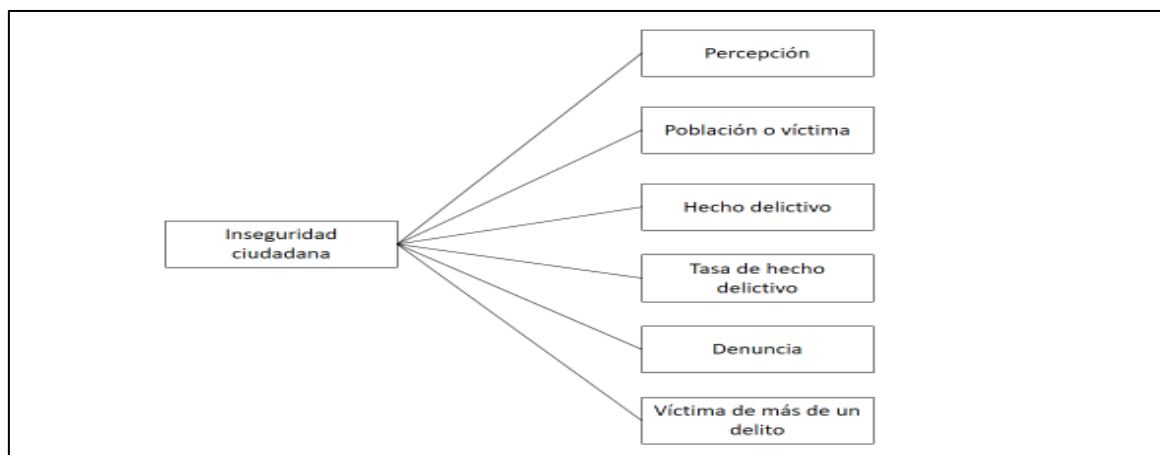 Percepción
Población o víctima
Hecho delictivo
Inseguridad
ciudadana
Tasa de hecho
delictivo
Denuncia
Víctima de más de un
delito